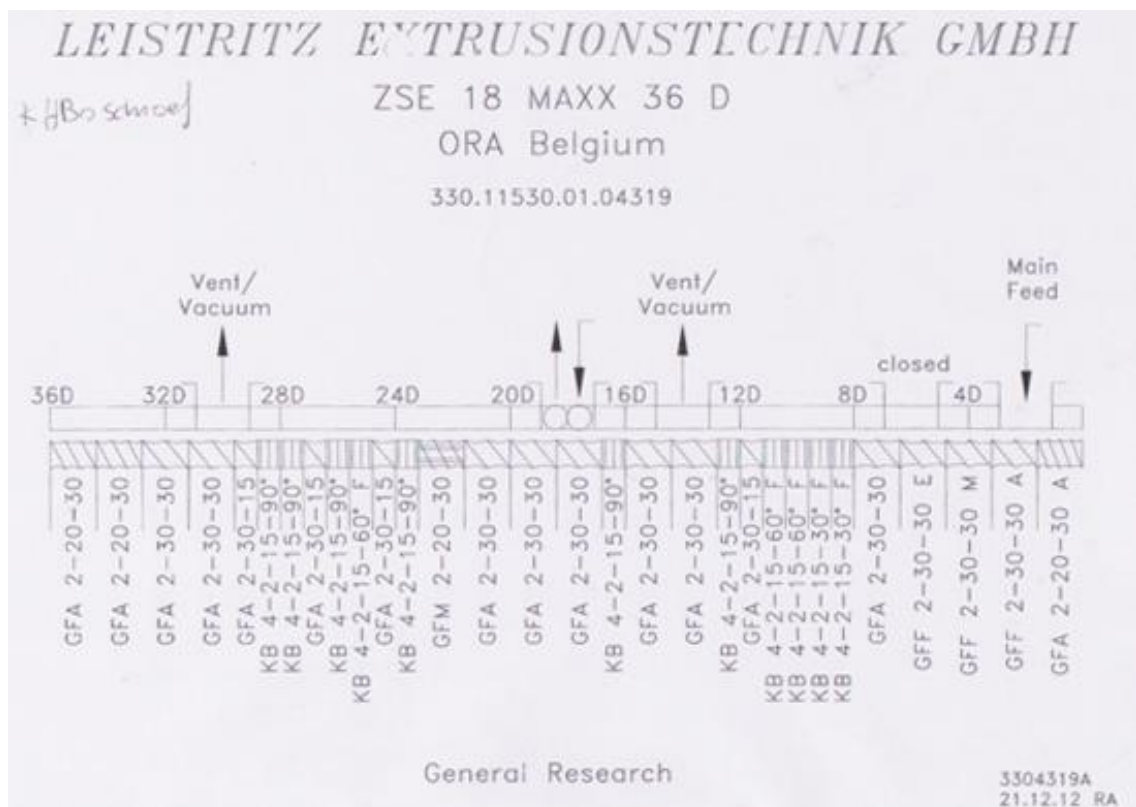 LEISTRITZ EXTRUSIONSTECHNIK GMBH
ZSE 18 MAXX 36 D
ORA Belgium
330.11530.01.04319
Vent/
Vacuum
Vent/
Vacuum
Main
Feed
closed
36D 32D 28D 24D 20D 16D 12D 8D 4D
GFA 2-20-30
GFA 2-20-30
GFA 2-30-30
GFA 2-30-30
GFA 2-30-15
KB 4-2-15-90°
KB 4-2-15-90°
GFA 2-30-15
KB 4-2-15-90°
KB 4-2-15-60° F
GFA 2-30-15
KB 4-2-15-90°
GFM 2-20-30
GFA 2-30-30
GFA 2-30-30
GFA 2-30-30
KB 4-2-15-90°
GFA 2-30-30
GFA 2-30-30
KB 4-2-15-90°
GFA 2-30-15
KB 4-2-15-60° F
KB 4-2-15-60° F
KB 4-2-15-30° F
KB 4-2-15-30° F
GFA 2-30-30
GFF 2-30-30 E
GFF 2-30-30 M
GFF 2-30-30 A
GFA 2-20-30 A
General Research
3304319A
21.12.12 RA